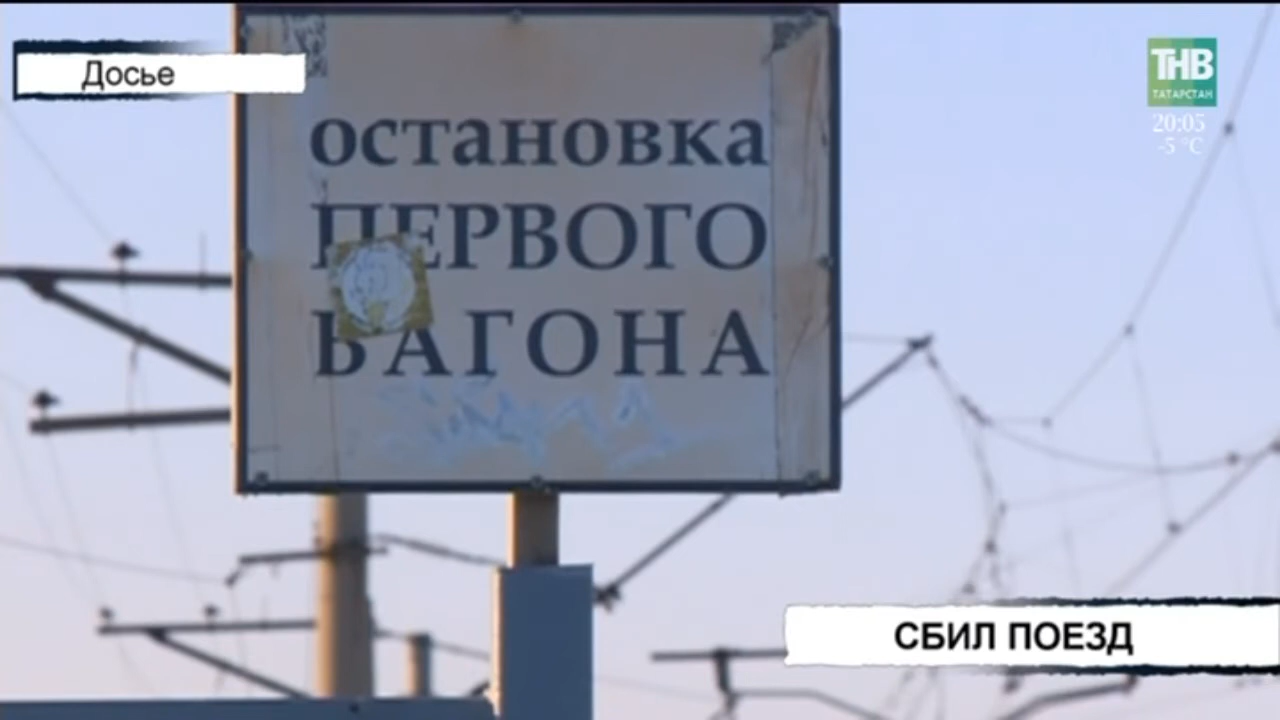 Досье
ТНВ
ТАТАРСТАН
20:05
-5 °C
остановка
ПЕРВОГО
ВАГОНА
СБИЛ ПОЕЗД